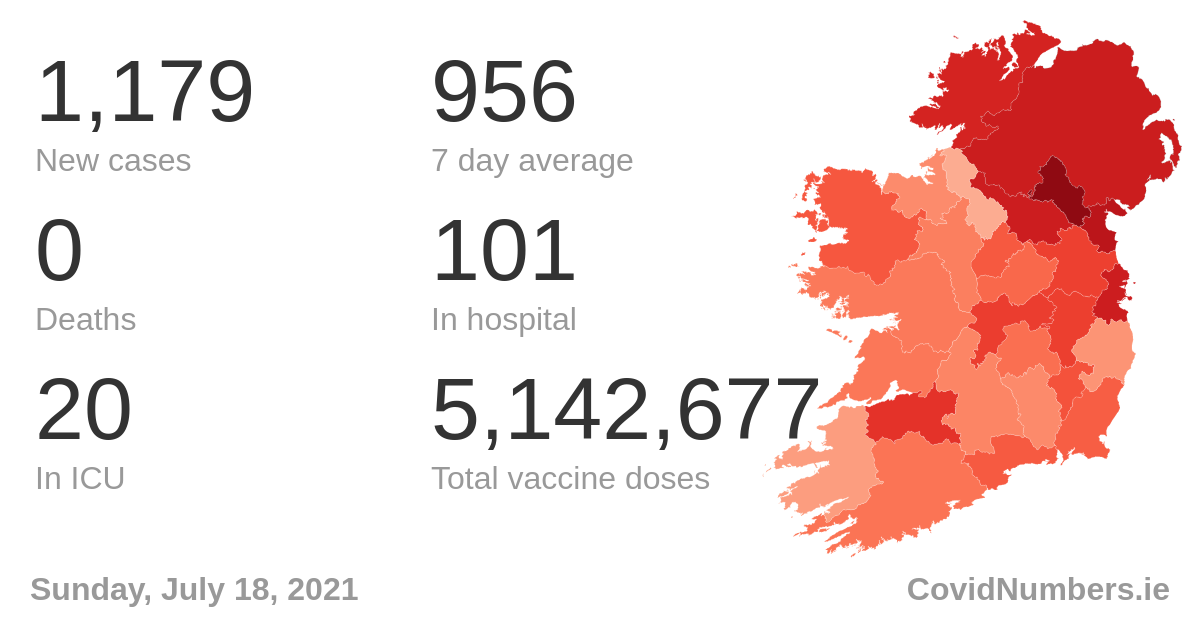 1,179
New cases
956
7 day average
0
Deaths
101
In hospital
20
In ICU
5,142,677
Total vaccine doses
Sunday, July 18, 2021
CovidNumbers.ie